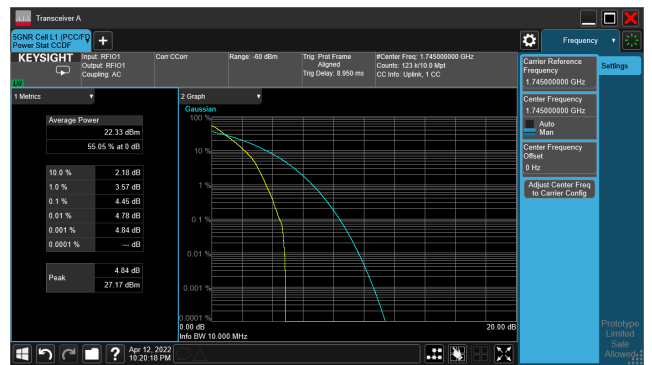 Transceiver A
5GNR Cell L1 (PCC/FD
Power Stat CCDF
Frequency
KEYSIGHT
Input: RFIO1
Output: RFIO1
Coupling: AC
Corr CCorr
Range: -60 dBm
Trig: Prot Frame
Aligned
Trig Delay: 8.950 ms
#Center Freq: 1.745000000 GHz
Counts: 123 k/10.0 Mpt
CC Info: Uplink, 1 CC
LV
1 Metrics
Average Power
22.33 dBm
55.05 % at 0 dB
10.0 % 2.18 dB
1.0 % 3.57 dB
0.1 % 4.45 dB
0.01 % 4.78 dB
0.001 % 4.84 dB
0.0001 % --- dB
Peak
4.84 dB
27.17 dBm
2 Graph
Gaussian
100 %
10 %
1 %
0.1 %
0.01 %
0.001 %
0.0001 %
0.00 dB
20.00 dB
Info BW 10.000 MHz
Carrier Reference
Frequency
1.745000000 GHz
Center Frequency
1.745000000 GHz
Auto
Man
Center Frequency
Offset
0 Hz
Adjust Center Freq
to Carrier Config
Settings
Prototype
Limited
Sale
Allowed
?
Apr 12, 2022
10:20:18 PM